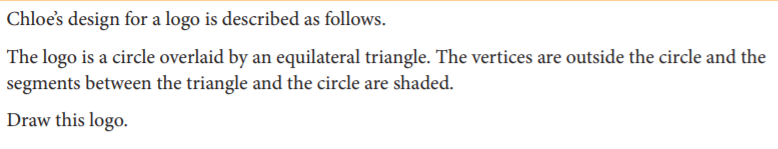 Chloe’s design for a logo is described as follows.
The logo is a circle overlaid by an equilateral triangle. The vertices are outside the circle and the
segments between the triangle and the circle are shaded.
Draw this logo.